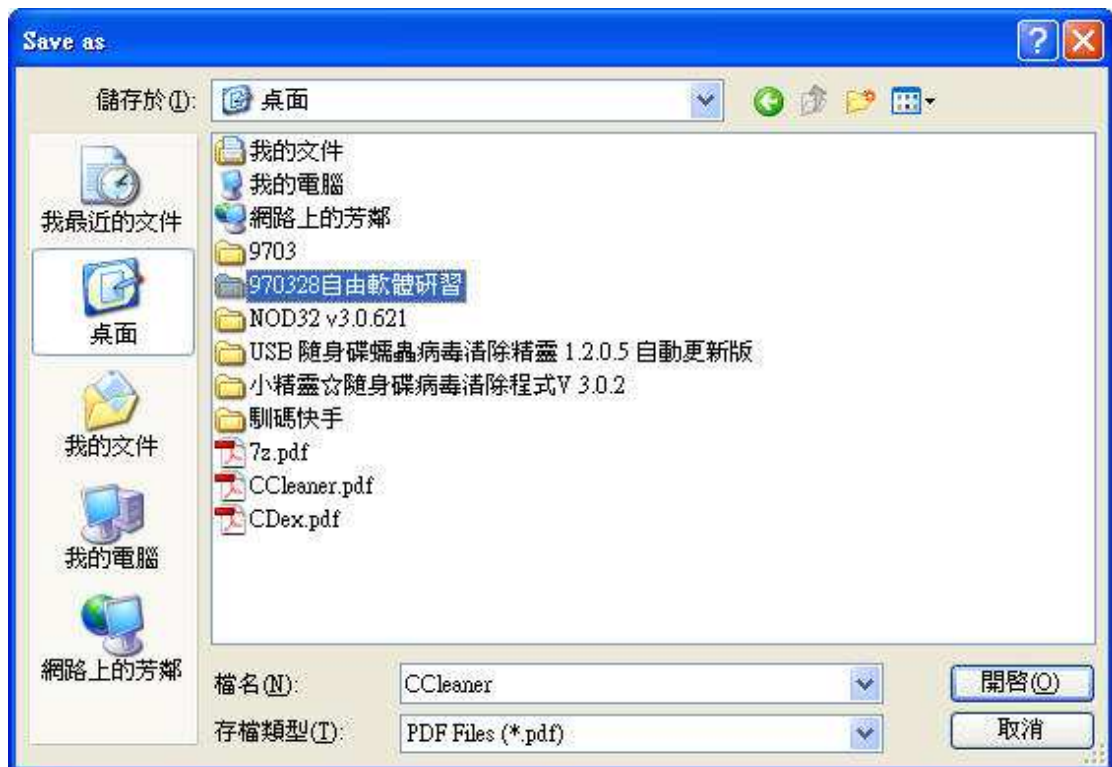 Save as
儲存於(I):
桌面
我最近的文件
桌面
我的文件
我的電腦
網路上的芳鄰
我的文件
我的電腦
網路上的芳鄰
9703
970328自由軟體研習
NOD32 v3.0.621
USB 隨身碟蠕蟲病毒清除精靈 1.2.0.5 自動更新版
小精靈☆隨身碟病毒清除程式V 3.0.2
馴碼快手
7z.pdf
CCleaner.pdf
CDex.pdf
檔名(N):
CCleaner
開啓(O)
存檔類型(T):
PDF Files (*.pdf)
取消